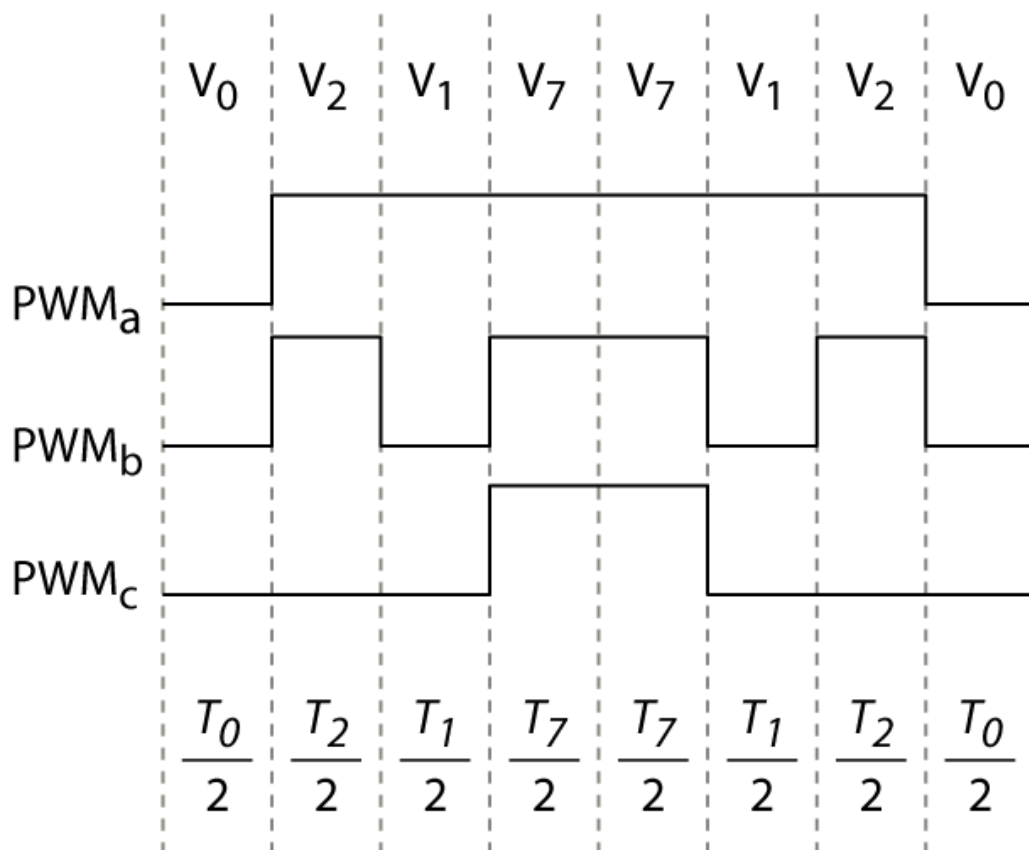 V0 V2 V1 V7 V7 V1 V2 V0
PWMa
PWMb
PWMc
T0/2 T2/2 T1/2 T7/2 T7/2 T1/2 T2/2 T0/2